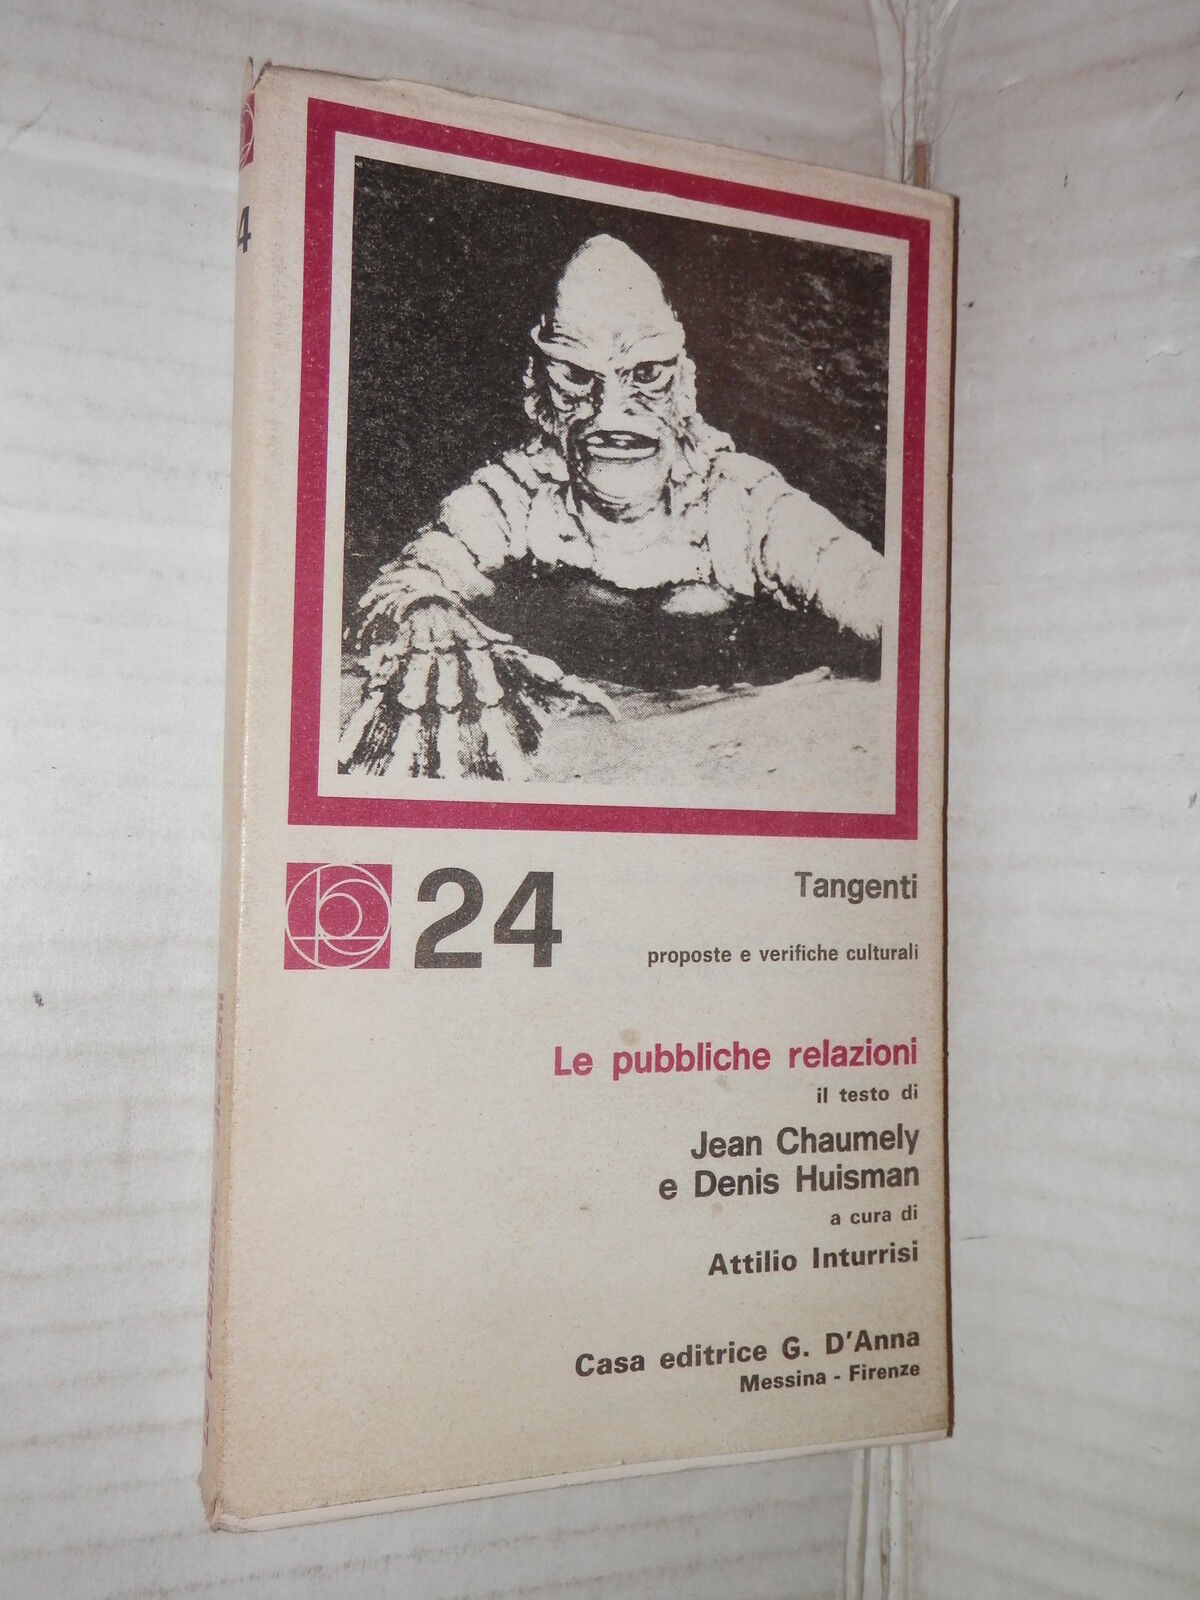 4
24
Tangenti
proposte e verifiche culturali
Le pubbliche relazioni
il testo di
Jean Chaumely
e Denis Huisman
a cura di
Attilio Inturrisi
Casa editrice G. D'Anna
Messina - Firenze